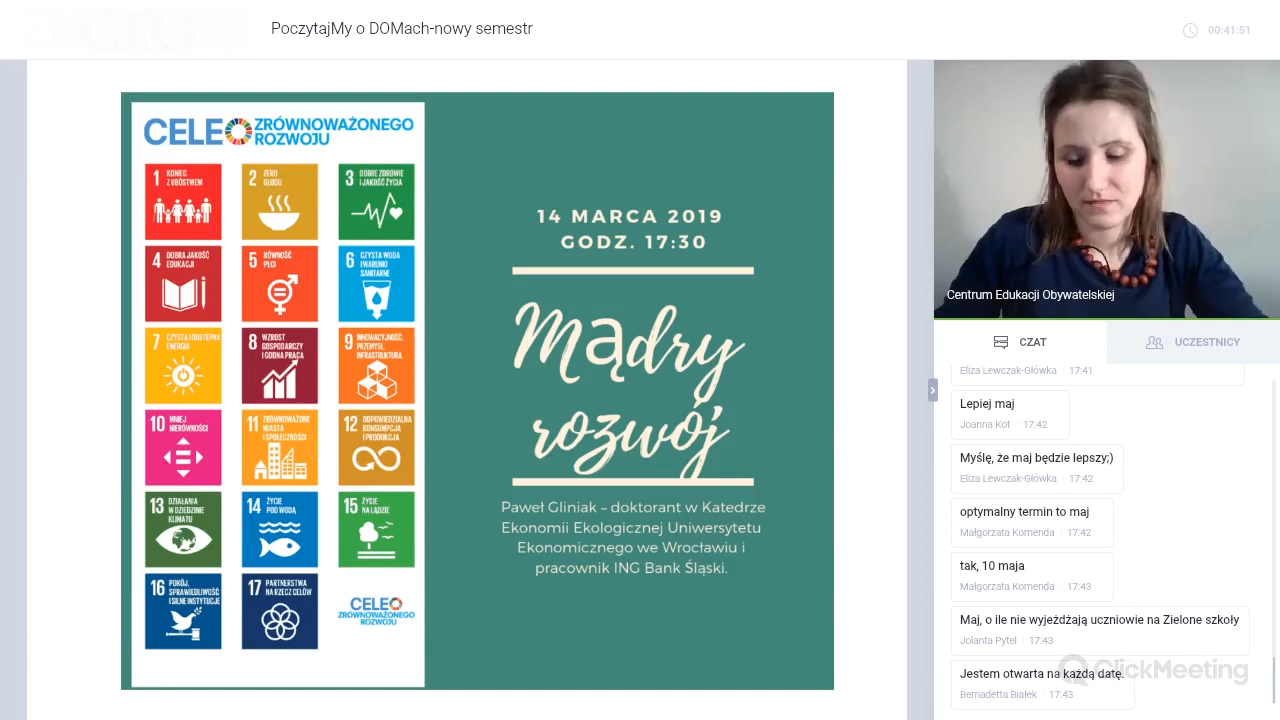 PoczytajMy o DOMach-nowy semestr
00:41:51
CELE ZRÓWNOWAŻONEGO
ROZWOJU
1 KONIEC
Z UBÓSTWEM
2 ZERO
GŁODU
3 DOBRE ZDROWIE
I JAKOŚĆ ŻYCIA
4 DOBRA JAKOŚĆ
EDUKACJI
5 RÓWNOŚĆ
PŁCI
6 CZYSTA WODA
I WARUNKI
SANITARNE
7 CZYSTA I DOSTĘPNA
ENERGIA
8 WZROST
GOSPODARCZY
I GODNA PRACA
9 INNOWACYJNOŚĆ,
PRZEMYSŁ,
INFRASTRUKTURA
10 MNIEJ
NIERÓWNOŚCI
11 ZRÓWNOWAŻONE
MIASTA
I SPOŁECZNOŚCI
12 ODPOWIEDZIALNA
KONSUMPCJA
I PRODUKCJA
13 DZIAŁANIA
W DZIEDZINIE
KLIMATU
14 ŻYCIE
POD WODĄ
15 ŻYCIE
NA LĄDZIE
16 POKÓJ,
SPRAWIEDLIWOŚĆ
I SILNE INSTYTUCJE
17 PARTNERSTWA
NA RZECZ CELÓW
CELE
ZRÓWNOWAŻONEGO
ROZWOJU
14 MARCA 2019
GODZ. 17:30
Mądry
rozwój
Paweł Gliniak – doktorant w Katedrze
Ekonomii Ekologicznej Uniwersytetu
Ekonomicznego we Wrocławiu i
pracownik ING Bank Śląski.
Centrum Edukacji Obywatelskiej
CZAT
UCZESTNICY
Eliza Lewczak-Główka 17:41
Lepiej maj
Joanna Kot 17:42
Myślę, że maj będzie lepszy;)
Eliza Lewczak-Główka 17:42
optymalny termin to maj
Małgorzata Komenda 17:42
tak, 10 maja
Małgorzata Komenda 17:43
Maj, o ile nie wyjeżdżają uczniowie na Zielone szkoły
Jolanta Pytel 17:43
Jestem otwarta na każdą datę.
Bernadetta Białek 17:43
ClickMeeting